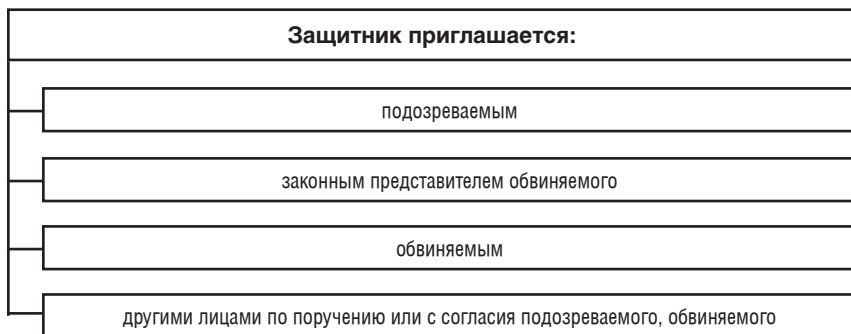 Защитник приглашается:
подозреваемым
законным представителем обвиняемого
обвиняемым
другими лицами по поручению или с согласия подозреваемого, обвиняемого